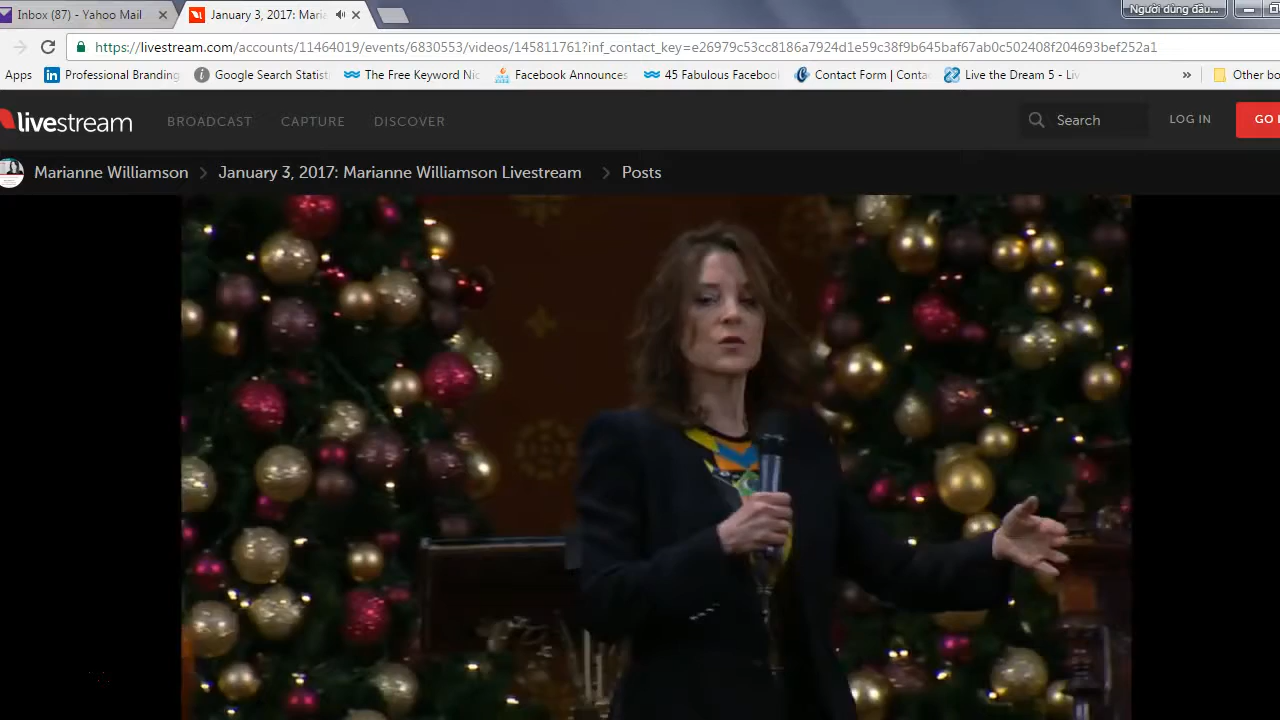 Inbox (87) - Yahoo Mail
January 3, 2017: Maria
Người dùng đầu...
https://livestream.com/accounts/11464019/events/6830553/videos/145811761?inf_contact_key=e26979c53cc8186a7924d1e59c38f9b645baf67ab0c502408f204693bef252a1
Apps
Professional Branding
Google Search Statist
The Free Keyword Nic
Facebook Announces
45 Fabulous Faceboo
Contact Form | Conta
Live the Dream 5 - Liv
»
Other bo
livestream
BROADCAST
CAPTURE
DISCOVER
Search
LOG IN
GO
Marianne Williamson
January 3, 2017: Marianne Williamson Livestream
Posts